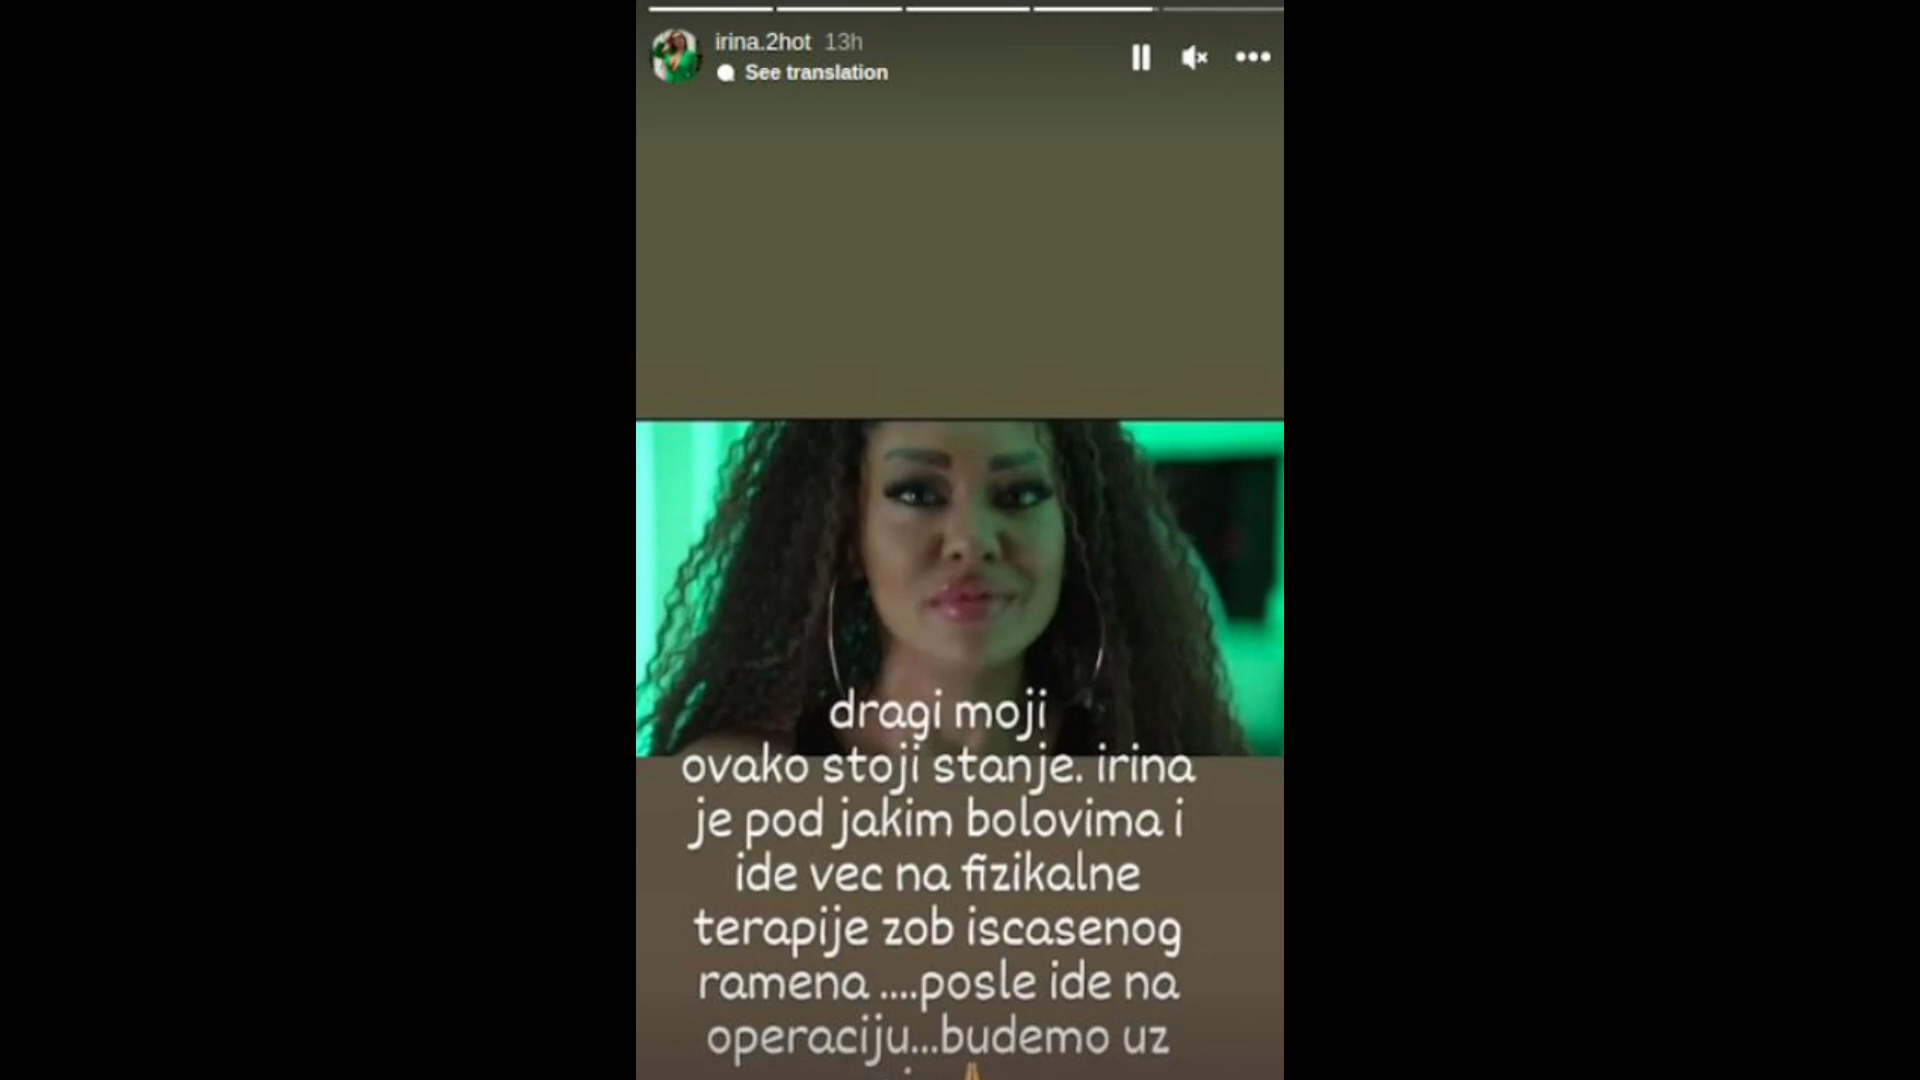 irina.2hot 13h
See translation
dragi moji
ovako stoji stanje. irina
je pod jakim bolovima i
ide vec na fizikalne
terapije zob iscasenog
ramena ....posle ide na
operaciju...budemo uz